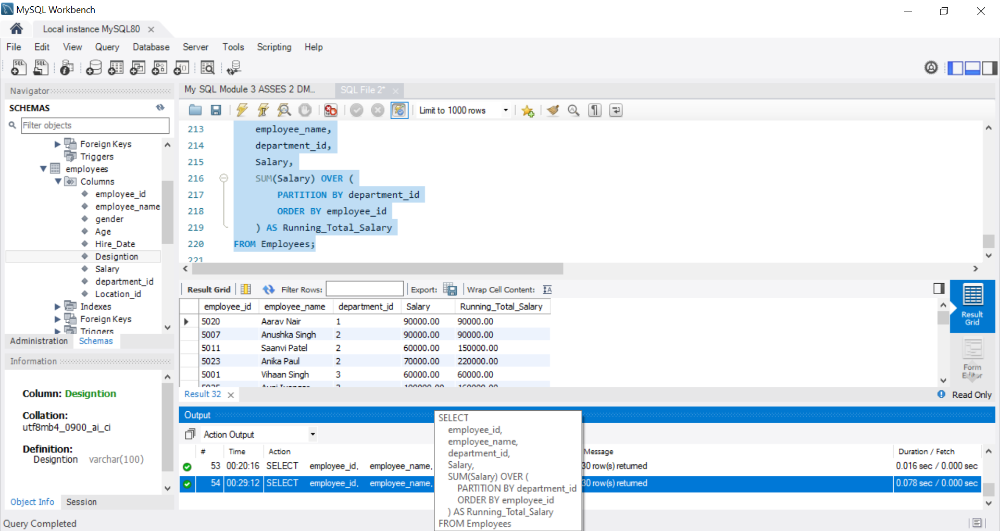 MySQL Workbench
Local instance MySQL80
File Edit View Query Database Server Tools Scripting Help
Navigator
SCHEMAS
Filter objects
Foreign Keys
Triggers
employees
Columns
employee_id
employee_name
gender
Age
Hire_Date
Designtion
Salary
department_id
Location_id
Indexes
Foreign Keys
Triggers
Administration Schemas
Information
Column: Designtion
Collation:
utf8mb4_0900_ai_ci
Definition:
Designtion varchar(100)
Object Info Session
Query Completed
My SQL Module 3 ASSES 2 DM... SQL File 2*
Limit to 1000 rows
213 employee_name,
214 department_id,
215 Salary,
216 SUM(Salary) OVER (
217 PARTITION BY department_id
218 ORDER BY employee_id
219 ) AS Running_Total_Salary
220 FROM Employees;
221
Result Grid Filter Rows: Export: Wrap Cell Content:
employee_id employee_name department_id Salary Running_Total_Salary
5020 Aarav Nair 1 90000.00 90000.00
5007 Anushka Singh 2 90000.00 90000.00
5011 Saanvi Patel 2 60000.00 150000.00
5023 Anika Paul 2 70000.00 220000.00
5001 Vihaan Singh 3 60000.00 60000.00
Result Grid
Form Editor
Result 32
Read Only
Output
Action Output
# Time Action Message Duration / Fetch
53 00:20:16 SELECT employee_id, employee_name, 30 row(s) returned 0.016 sec / 0.000 sec
54 00:29:12 SELECT employee_id, employee_name, 30 row(s) returned 0.078 sec / 0.000 sec
SELECT
employee_id,
employee_name,
department_id,
Salary,
SUM(Salary) OVER (
PARTITION BY department_id
ORDER BY employee_id
) AS Running_Total_Salary
FROM Employees